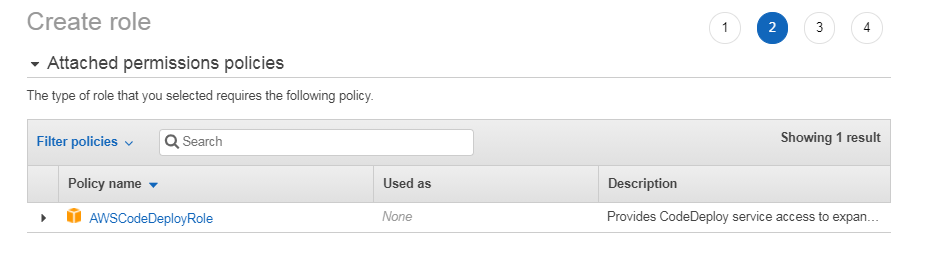 Create role
1 2 3 4
Attached permissions policies
The type of role that you selected requires the following policy.
Filter policies Search Showing 1 result
Policy name Used as Description
AWSCodeDeployRole None Provides CodeDeploy service access to expan...